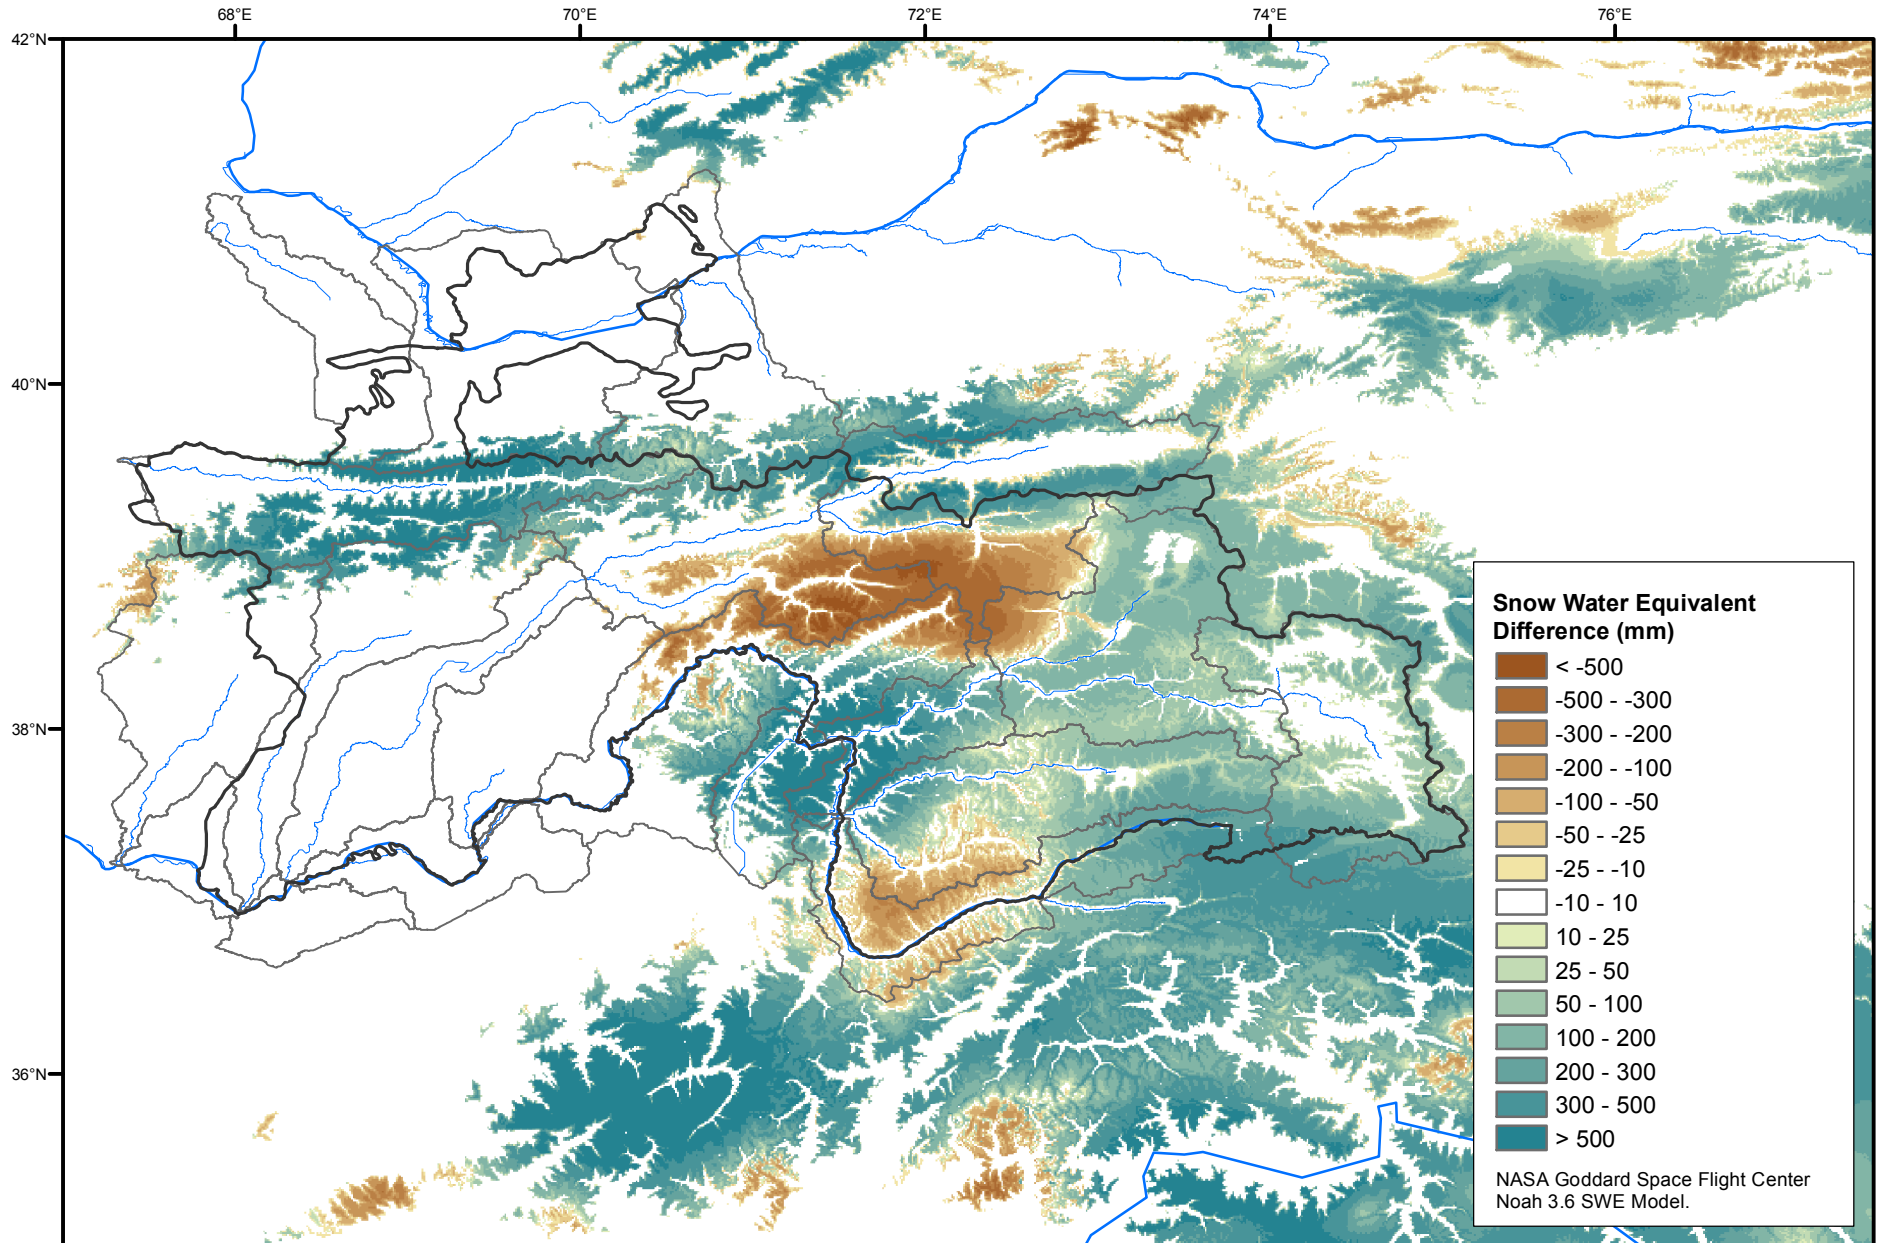 68°E
70°E
72°E
74°E
76°E
42°N
40°N
38°N
36°N
Snow Water Equivalent
Difference (mm)
< -500
-500 - -300
-300 - -200
-200 - -100
-100 - -50
-50 - -25
-25 - -10
-10 - 10
10 - 25
25 - 50
50 - 100
100 - 200
200 - 300
300 - 500
> 500
NASA Goddard Space Flight Center
Noah 3.6 SWE Model.